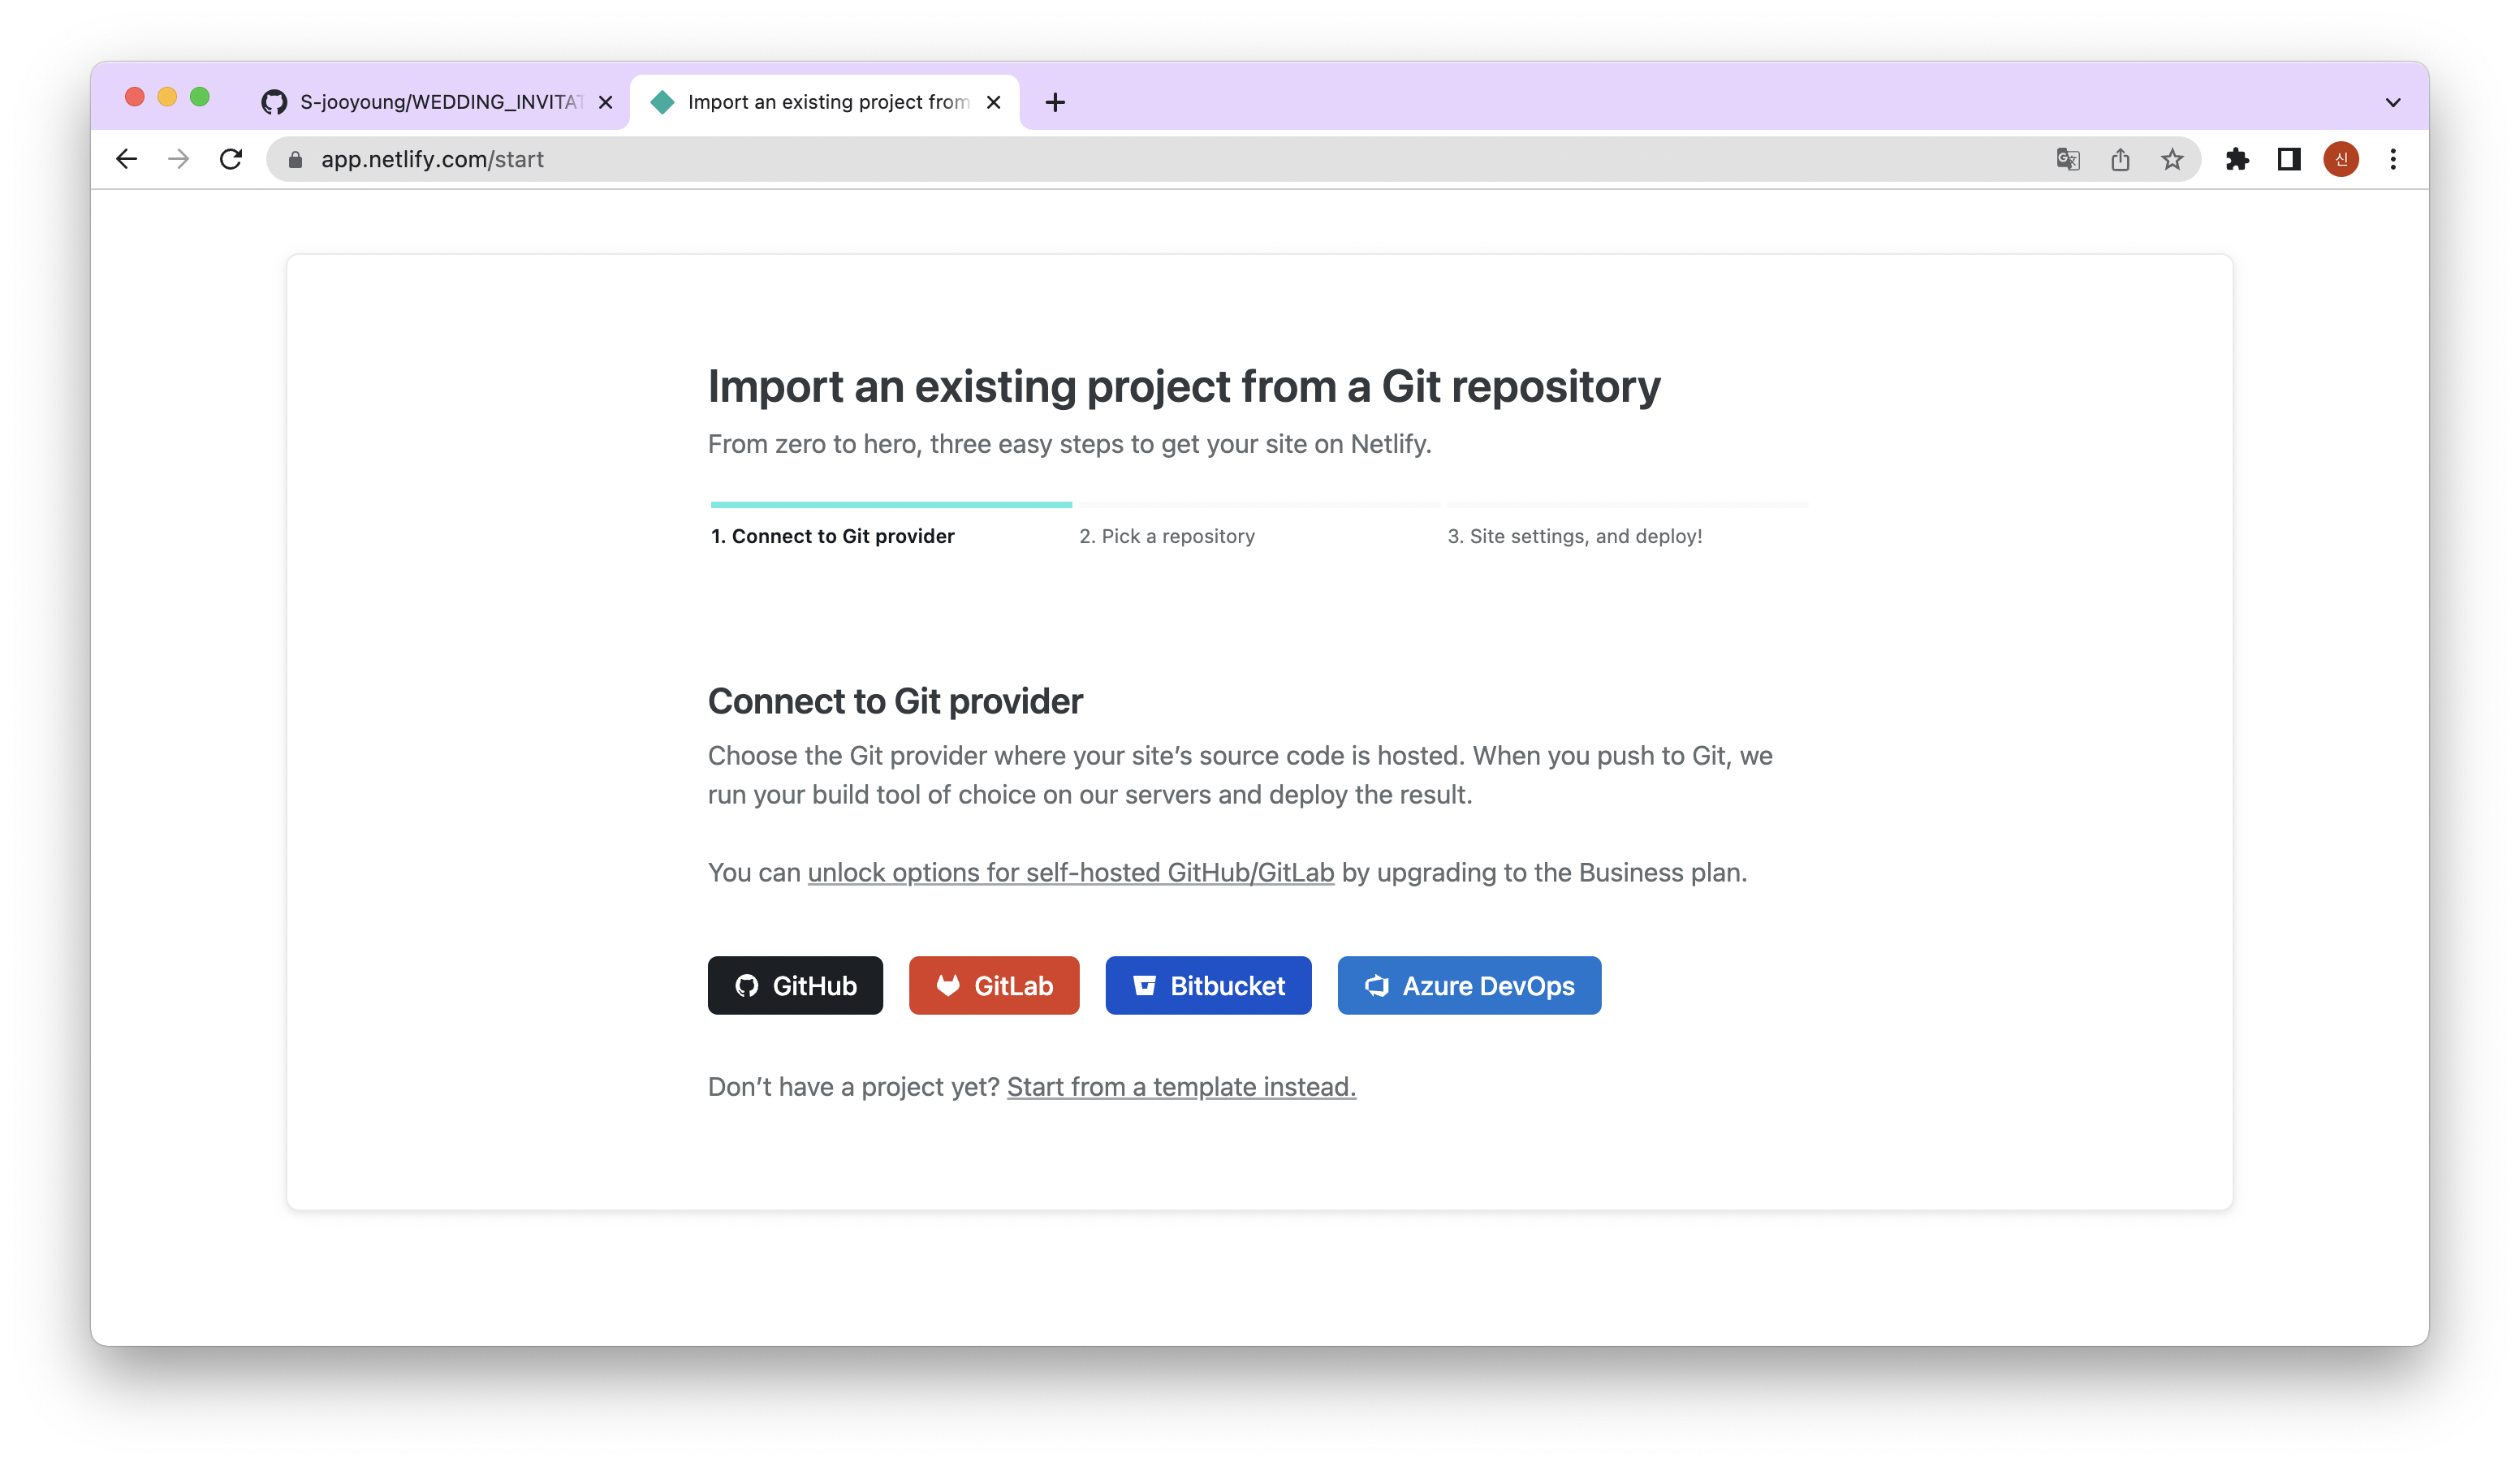 S-jooyoung/WEDDING_INVITAT
Import an existing project from
app.netlify.com/start
신
Import an existing project from a Git repository
From zero to hero, three easy steps to get your site on Netlify.
1. Connect to Git provider
2. Pick a repository
3. Site settings, and deploy!
Connect to Git provider
Choose the Git provider where your site’s source code is hosted. When you push to Git, we
run your build tool of choice on our servers and deploy the result.
You can unlock options for self-hosted GitHub/GitLab by upgrading to the Business plan.
GitHub
GitLab
Bitbucket
Azure DevOps
Don’t have a project yet? Start from a template instead.